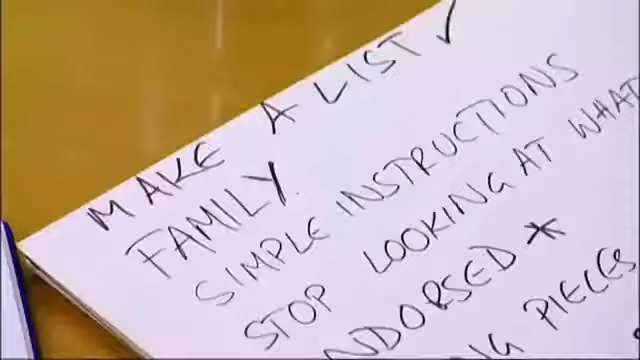 MAKE A LIST ✓
FAMILY
SIMPLE INSTRUCTIONS
STOP LOOKING AT WHAT
NDORSED *
PIECES